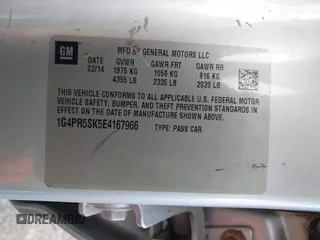 GM
MFD BY GENERAL MOTORS LLC
DATE GVWR GAWR FRT GAWR RR
02/14 1975 KG 1059 KG 916 KG
4355 LB 2335 LB 2020 LB
THIS VEHICLE CONFORMS TO ALL APPLICABLE U.S. FEDERAL MOTOR
VEHICLE SAFETY, BUMPER, AND THEFT PREVENTION STANDARDS IN
EFFECT ON THE DATE OF MANUFACTURE SHOWN ABOVE.
1G4PR5SK5E4167966 TYPE: PASS CAR
DREAMBID